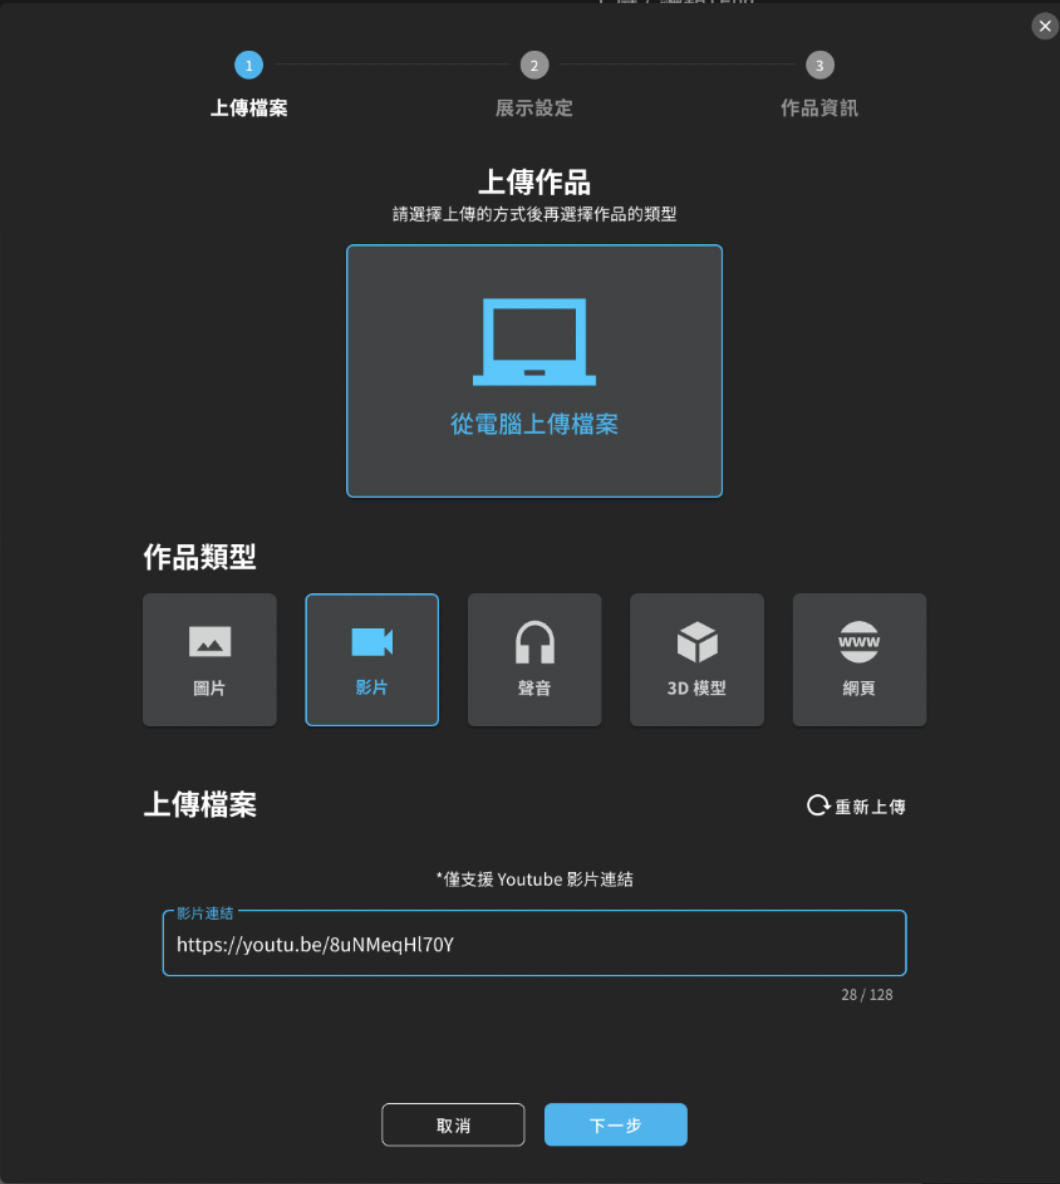 1
2
3
上傳檔案
展示設定
作品資訊
上傳作品
請選擇上傳的方式後再選擇作品的類型
從電腦上傳檔案
作品類型
圖片
影片
聲音
3D 模型
www
網頁
上傳檔案
重新上傳
*僅支援 Youtube 影片連結
影片連結
https://youtu.be/8uNMeqHl70Y
28 / 128
取消
下一步